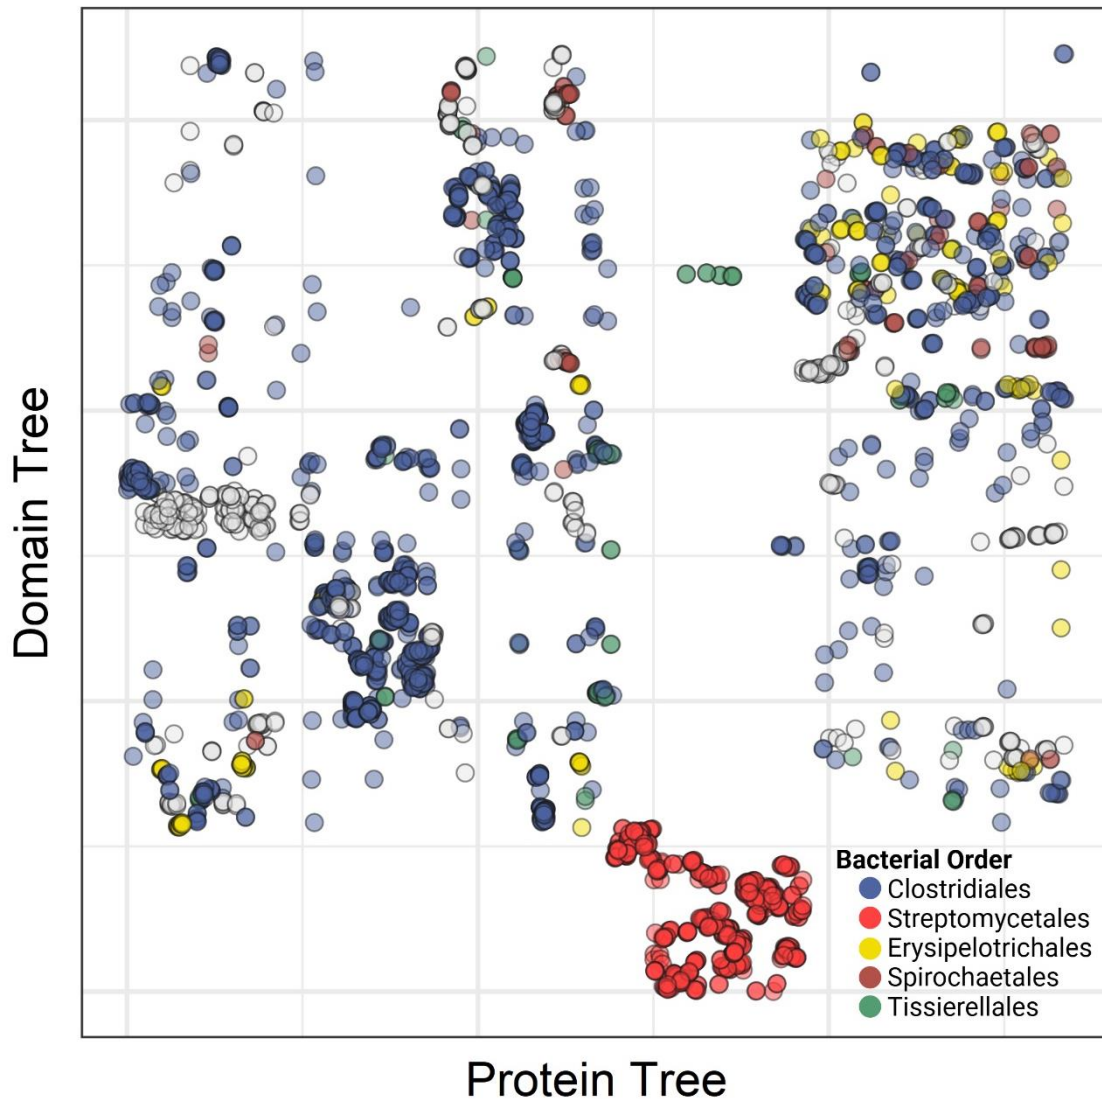 Domain Tree
Bacterial Order
Clostridiales
Streptomycetales
Erysipelotrichales
Spirochaetales
Tissierellales
Protein Tree